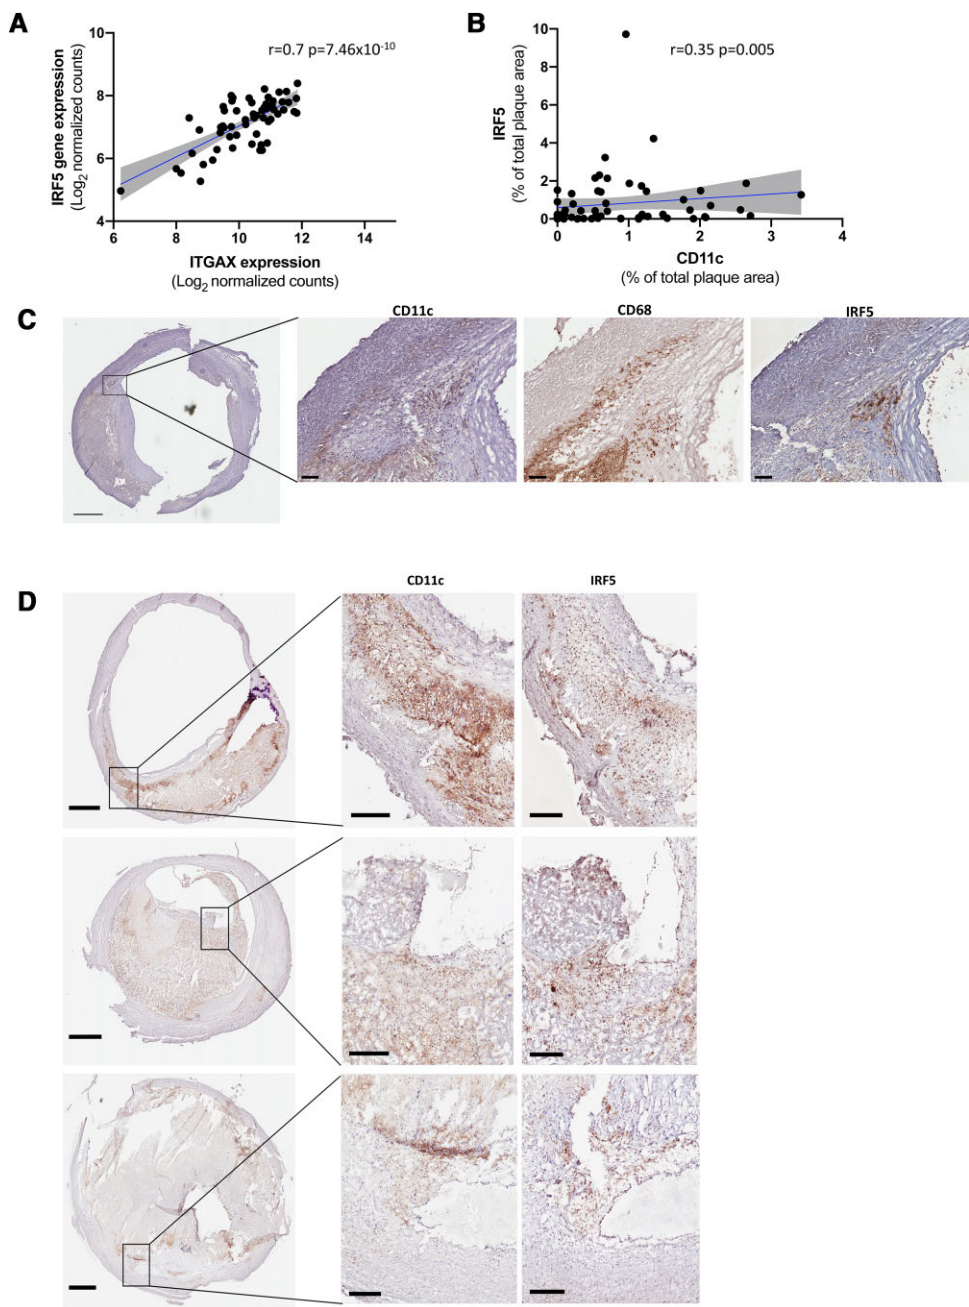 A
r=0.7 p=7.46x10-10
IRF5 gene expression
(Log2 normalized counts)
10
8
6
4
6
8
10
12
14
ITGAX expression
(Log2 normalized counts)
B
r=0.35 p=0.005
IRF5
(% of total plaque area)
10
8
6
4
2
0
0
1
2
3
4
CD11c
(% of total plaque area)
C
CD11c
CD68
IRF5
D
CD11c
IRF5